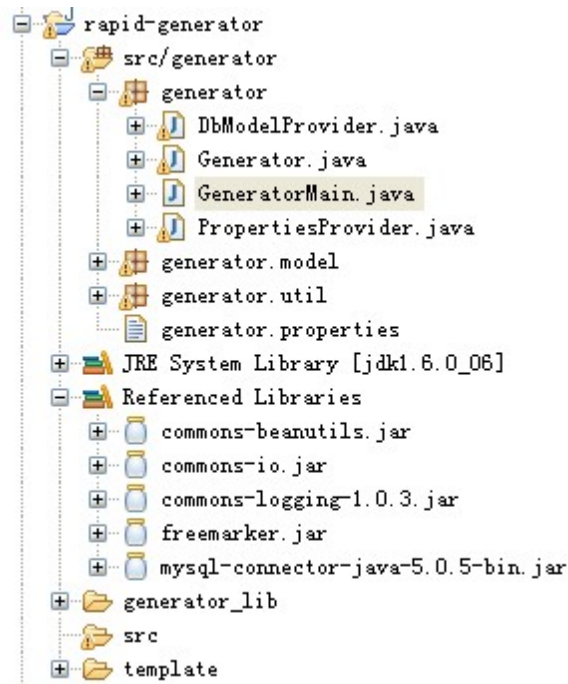 rapid-generator
src/generator
generator
DbModelProvider.java
Generator.java
GeneratorMain.java
PropertiesProvider.java
generator.model
generator.util
generator.properties
JRE System Library [jdk1.6.0_06]
Referenced Libraries
commons-beanutils.jar
commons-io.jar
commons-logging-1.0.3.jar
freemarker.jar
mysql-connector-java-5.0.5-bin.jar
generator_lib
src
template